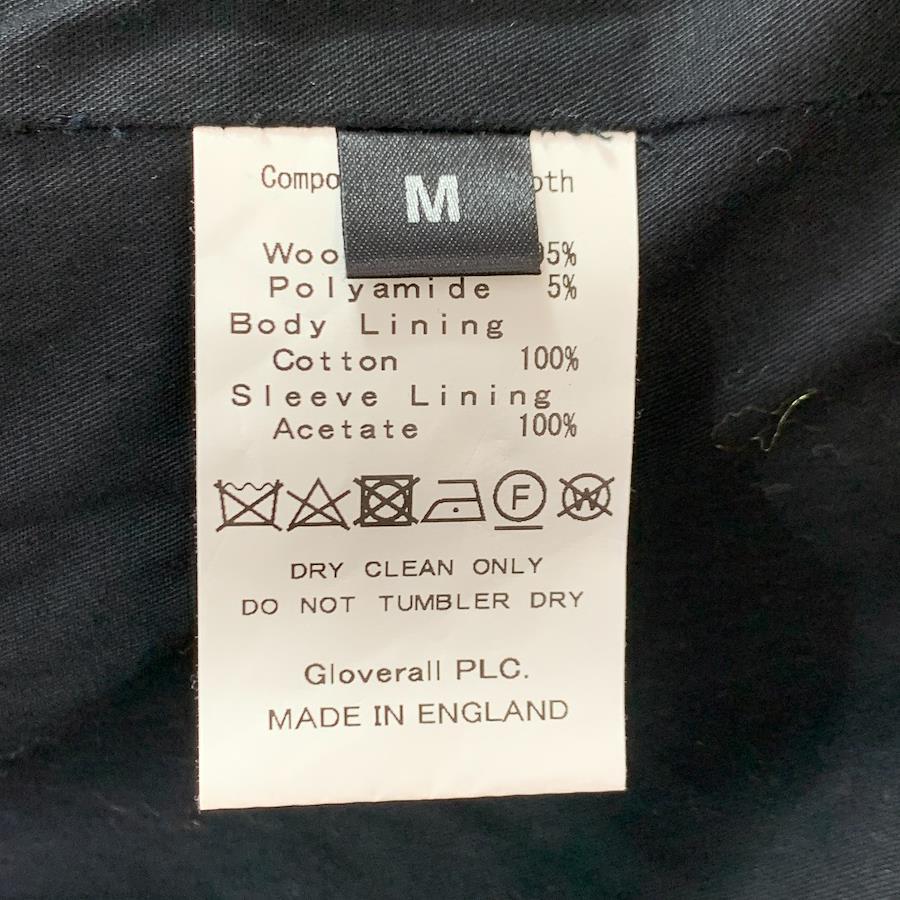 M
Polyamide 5%
Body Lining
Cotton 100%
Sleeve Lining
Acetate 100%
F W
DRY CLEAN ONLY
DO NOT TUMBLER DRY
Gloverall PLC.
MADE IN ENGLAND